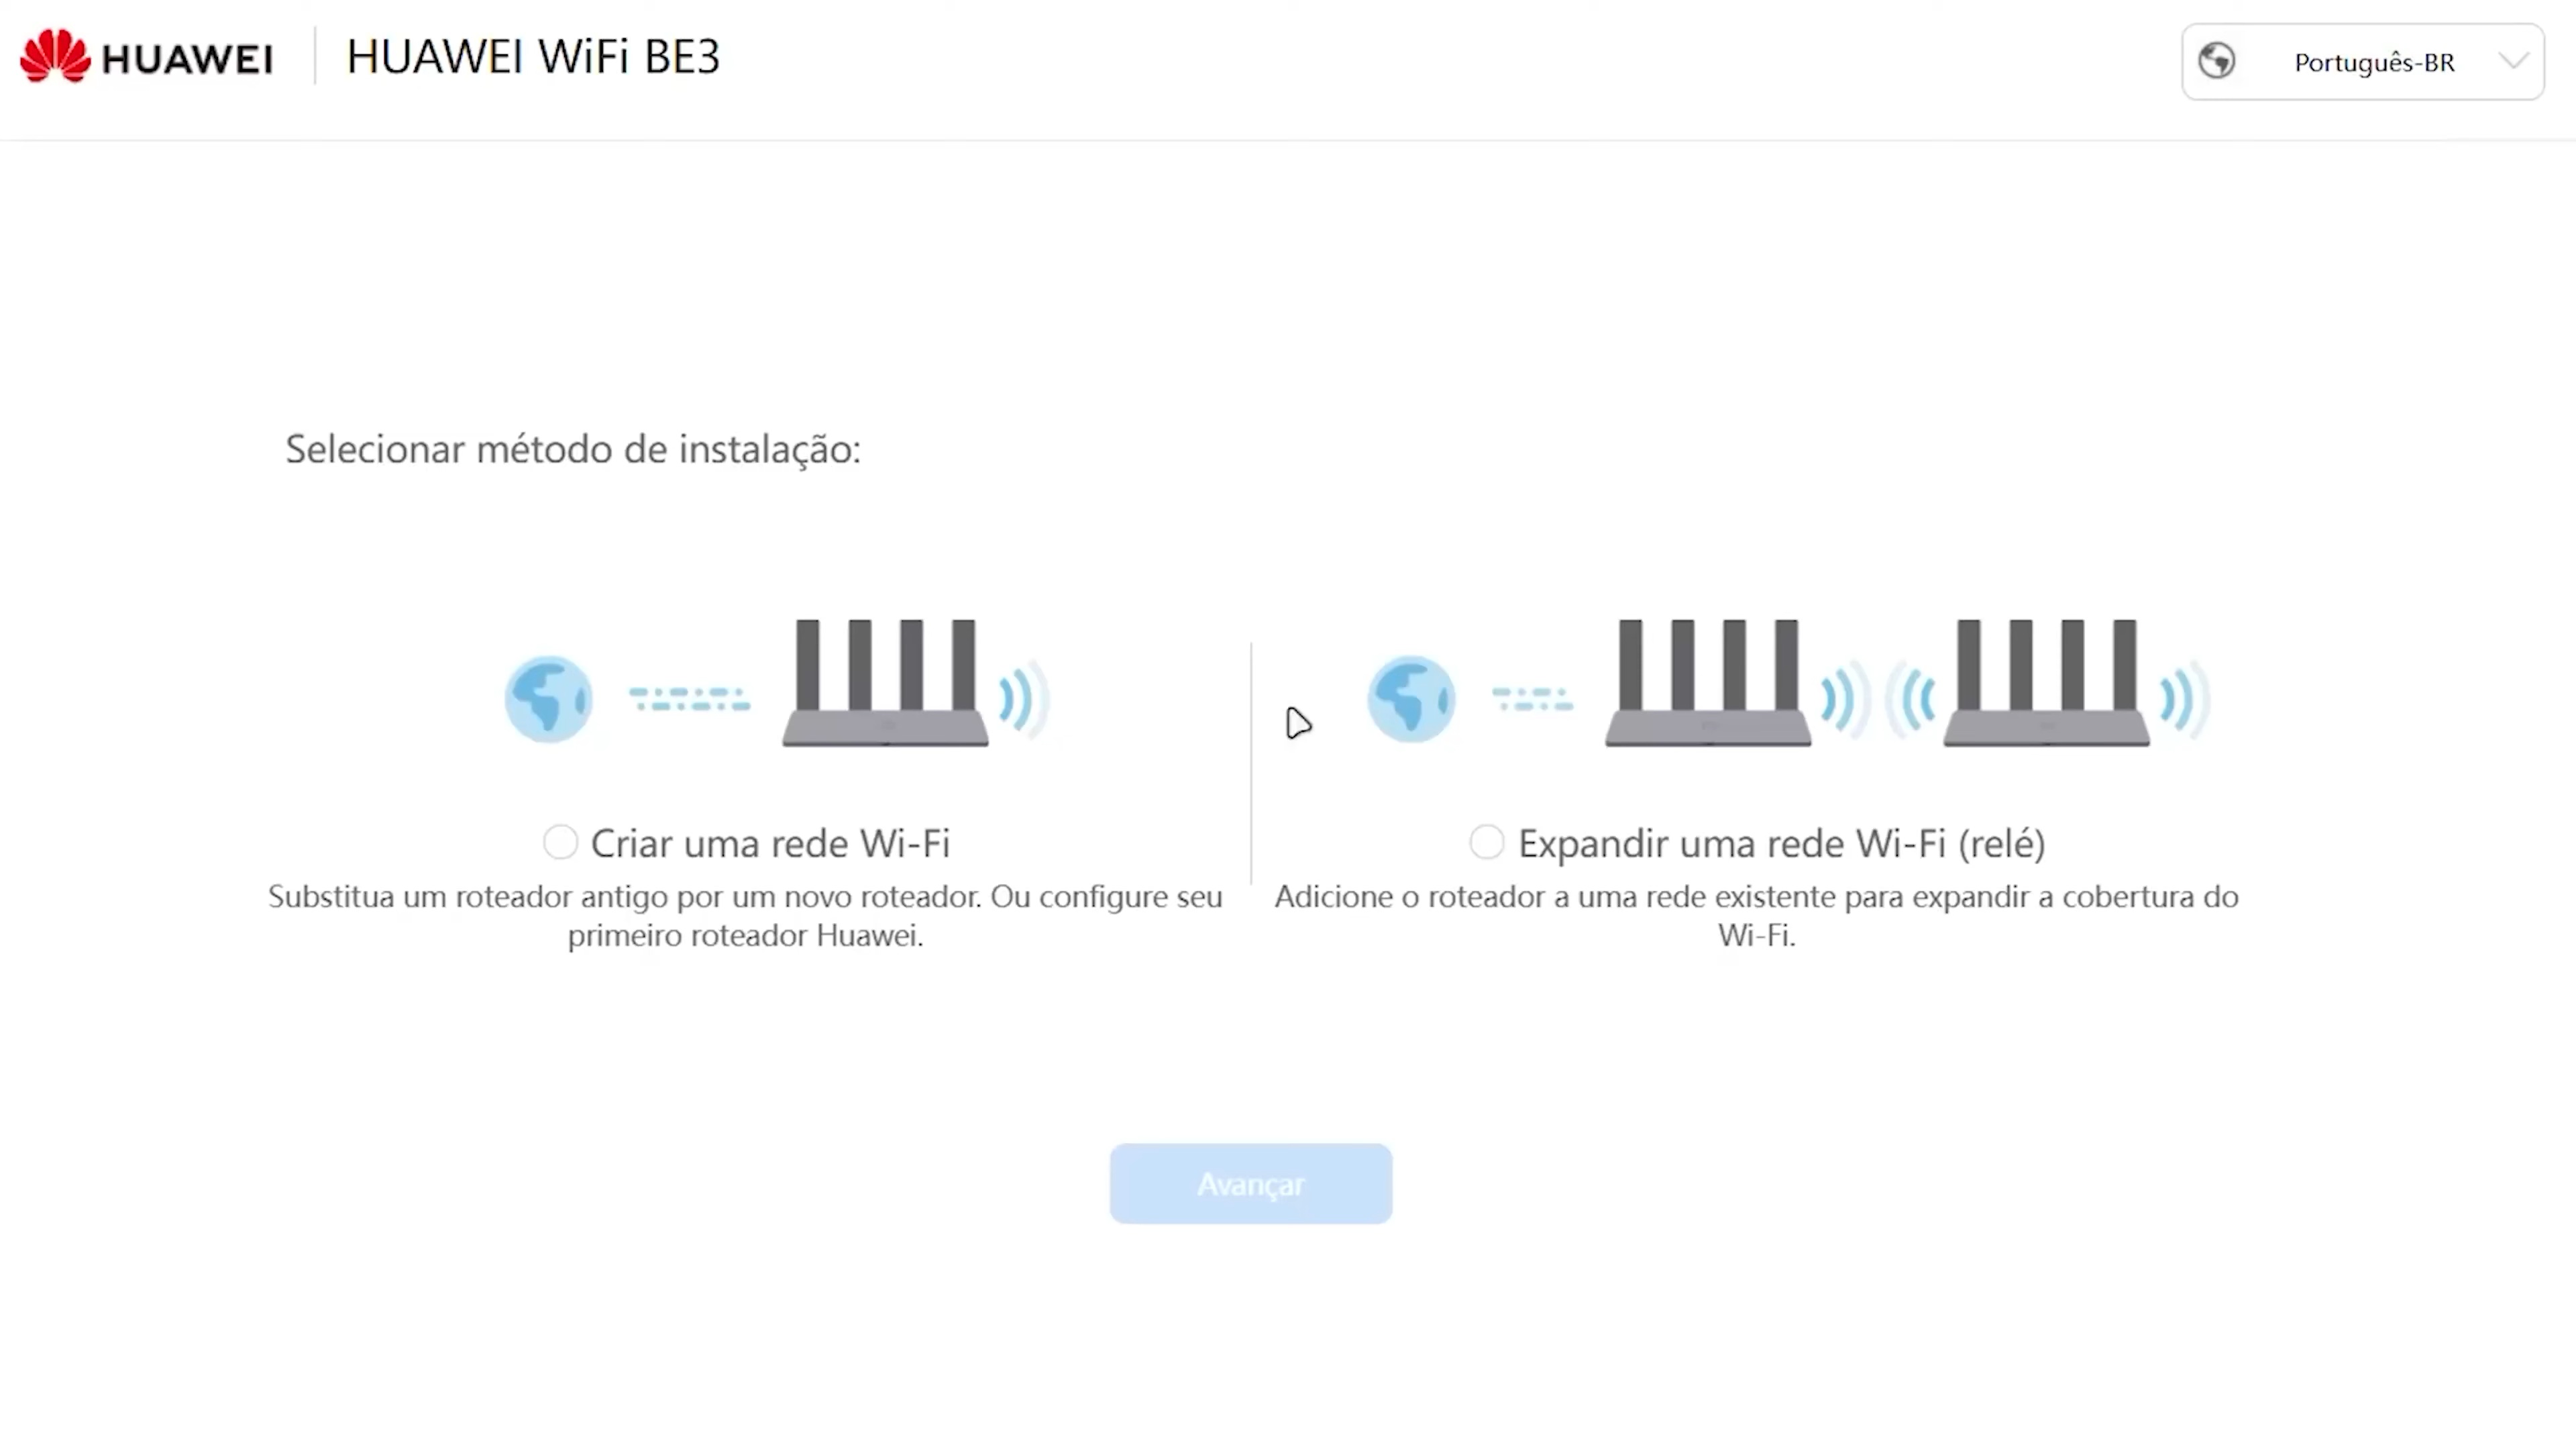 HUAWEI
HUAWEI WiFi BE3
Português-BR
Selecionar método de instalação:
Criar uma rede Wi-Fi
Substitua um roteador antigo por um novo roteador. Ou configure seu
primeiro roteador Huawei.
Expandir uma rede Wi-Fi (relé)
Adicione o roteador a uma rede existente para expandir a cobertura do
Wi-Fi.
Avançar